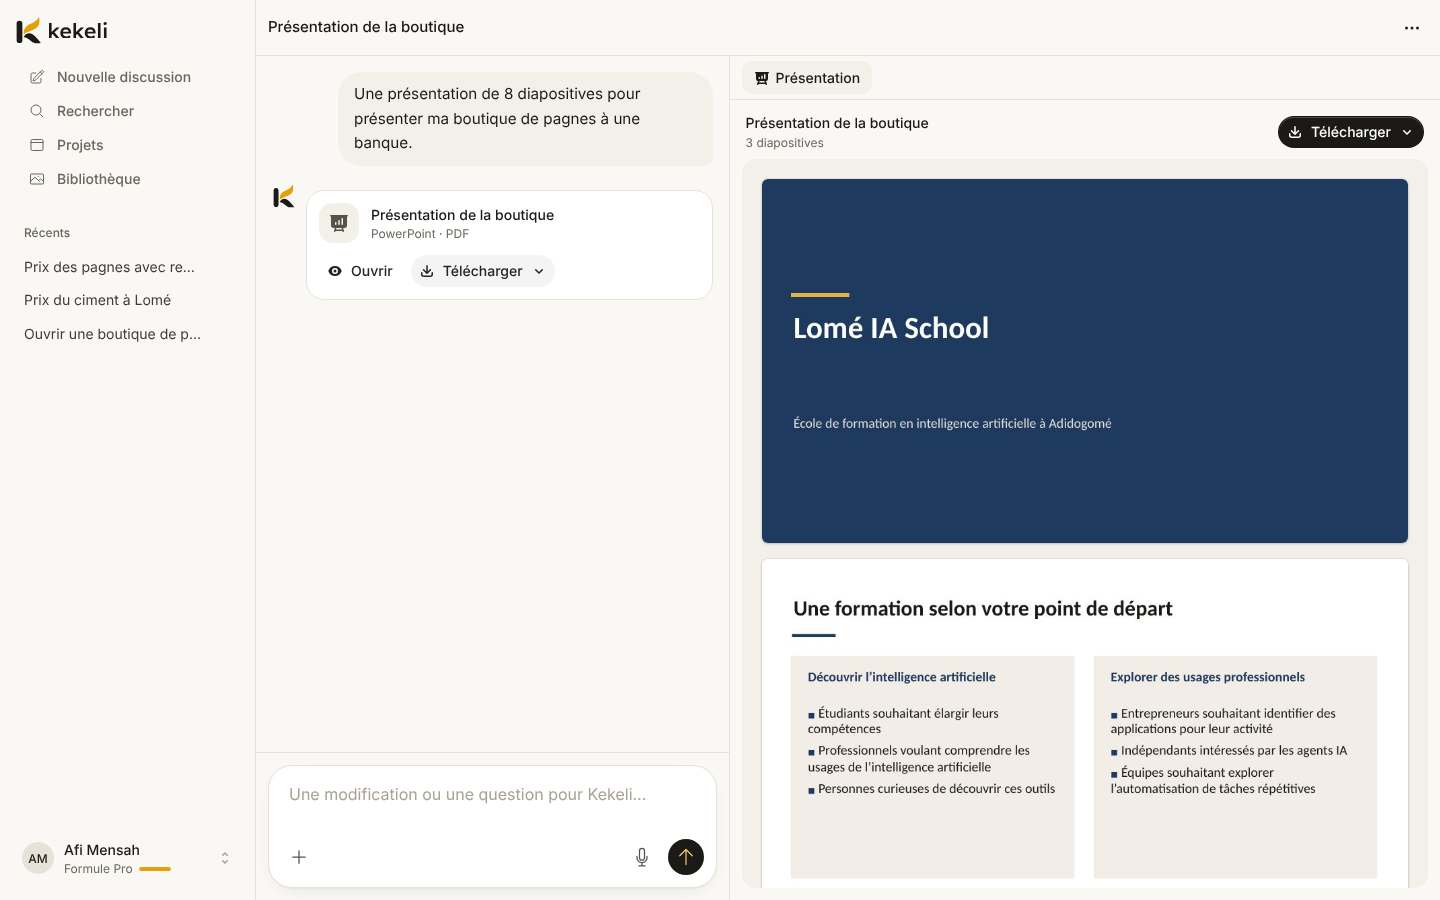 kekeli
Nouvelle discussion
Rechercher
Projets
Bibliothèque
Récents
Prix des pagnes avec re...
Prix du ciment à Lomé
Ouvrir une boutique de p...
AM
Afi Mensah
Formule Pro
Présentation de la boutique
Une présentation de 8 diapositives pour
présenter ma boutique de pagnes à une
banque.
Présentation de la boutique
PowerPoint · PDF
Ouvrir
Télécharger
Une modification ou une question pour Kekeli...
Présentation
Présentation de la boutique
3 diapositives
Télécharger
Lomé IA School
École de formation en intelligence artificielle à Adidogomé
Une formation selon votre point de départ
Découvrir l’intelligence artificielle
■ Étudiants souhaitant élargir leurs
compétences
■ Professionnels voulant comprendre les
usages de l’intelligence artificielle
■ Personnes curieuses de découvrir ces outils
Explorer des usages professionnels
■ Entrepreneurs souhaitant identifier des
applications pour leur activité
■ Indépendants intéressés par les agents IA
■ Équipes souhaitant explorer
l’automatisation de tâches répétitives